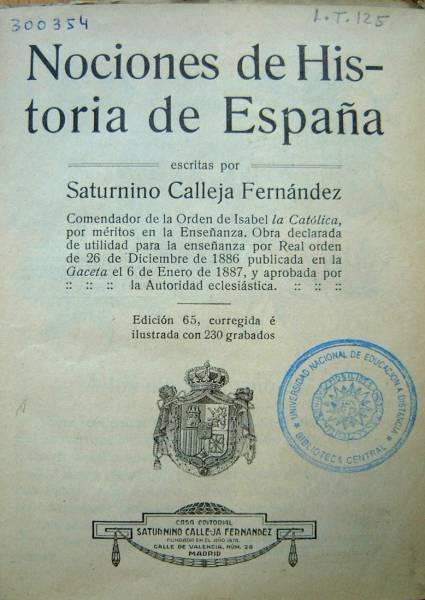 300354
L.T.125
Nociones de His-
toria de España
escritas por
Saturnino Calleja Fernández
Comendador de la Orden de Isabel la Católica,
por méritos en la Enseñanza. Obra declarada
de utilidad para la enseñanza por Real orden
de 26 de Diciembre de 1886 publicada en la
Gaceta el 6 de Enero de 1887, y aprobada por
:: :: :: la Autoridad eclesiástica. :: :: ::
Edición 65, corregida é
ilustrada con 230 grabados
UNIVERSIDAD NACIONAL DE EDUCACION A DISTANCIA
BIBLIOTECA CENTRAL
CASA EDITORIAL
SATURNINO CALLEJA FERNANDEZ
FUNDADA EN EL AÑO 1876
CALLE DE VALENCIA, NÚM. 28
MADRID